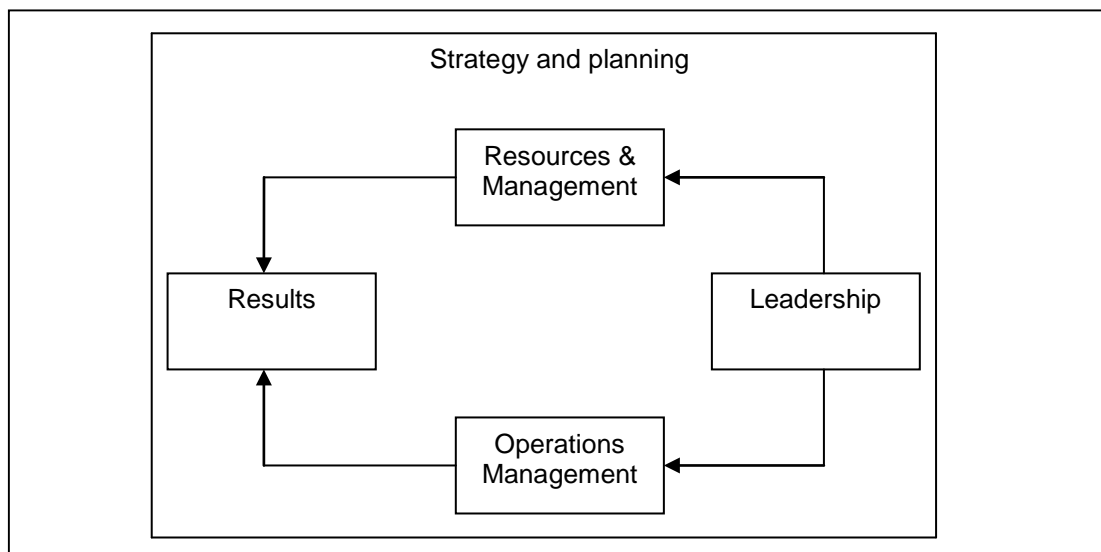 Strategy and planning
Resources &
Management
Results
Leadership
Operations
Management